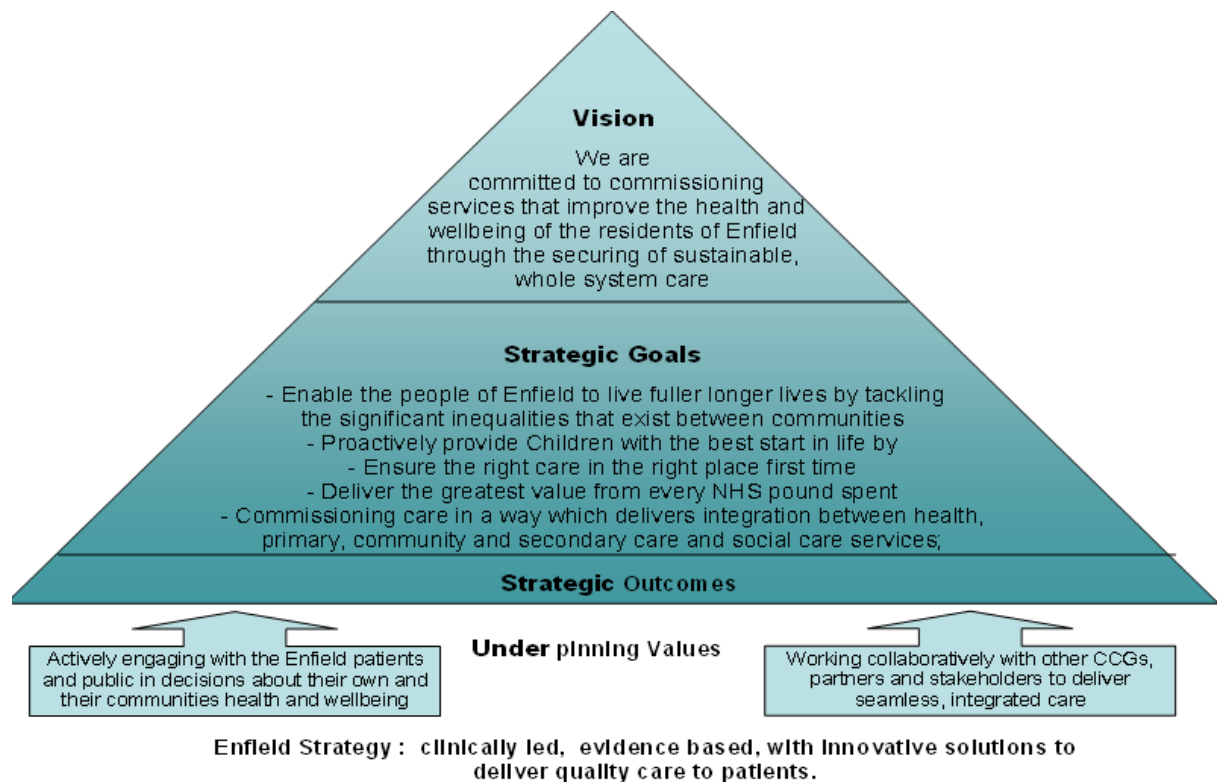 Vision
We are
committed to commissioning
services that improve the health and
wellbeing of the residents of Enfield
through the securing of sustainable,
whole system care
Strategic Goals
- Enable the people of Enfield to live fuller longer lives by tackling
the significant inequalities that exist between communities
- Proactively provide Children with the best start in life by
- Ensure the right care in the right place first time
- Deliver the greatest value from every NHS pound spent
- Commissioning care in a way which delivers integration between health,
primary, community and secondary care and social care services;
Strategic Outcomes
Under pinning Values
Actively engaging with the Enfield patients
and public in decisions about their own and
their communities health and wellbeing
Working collaboratively with other CCGs,
partners and stakeholders to deliver
seamless, integrated care
Enfield Strategy : clinically led, evidence based, with innovative solutions to
deliver quality care to patients.